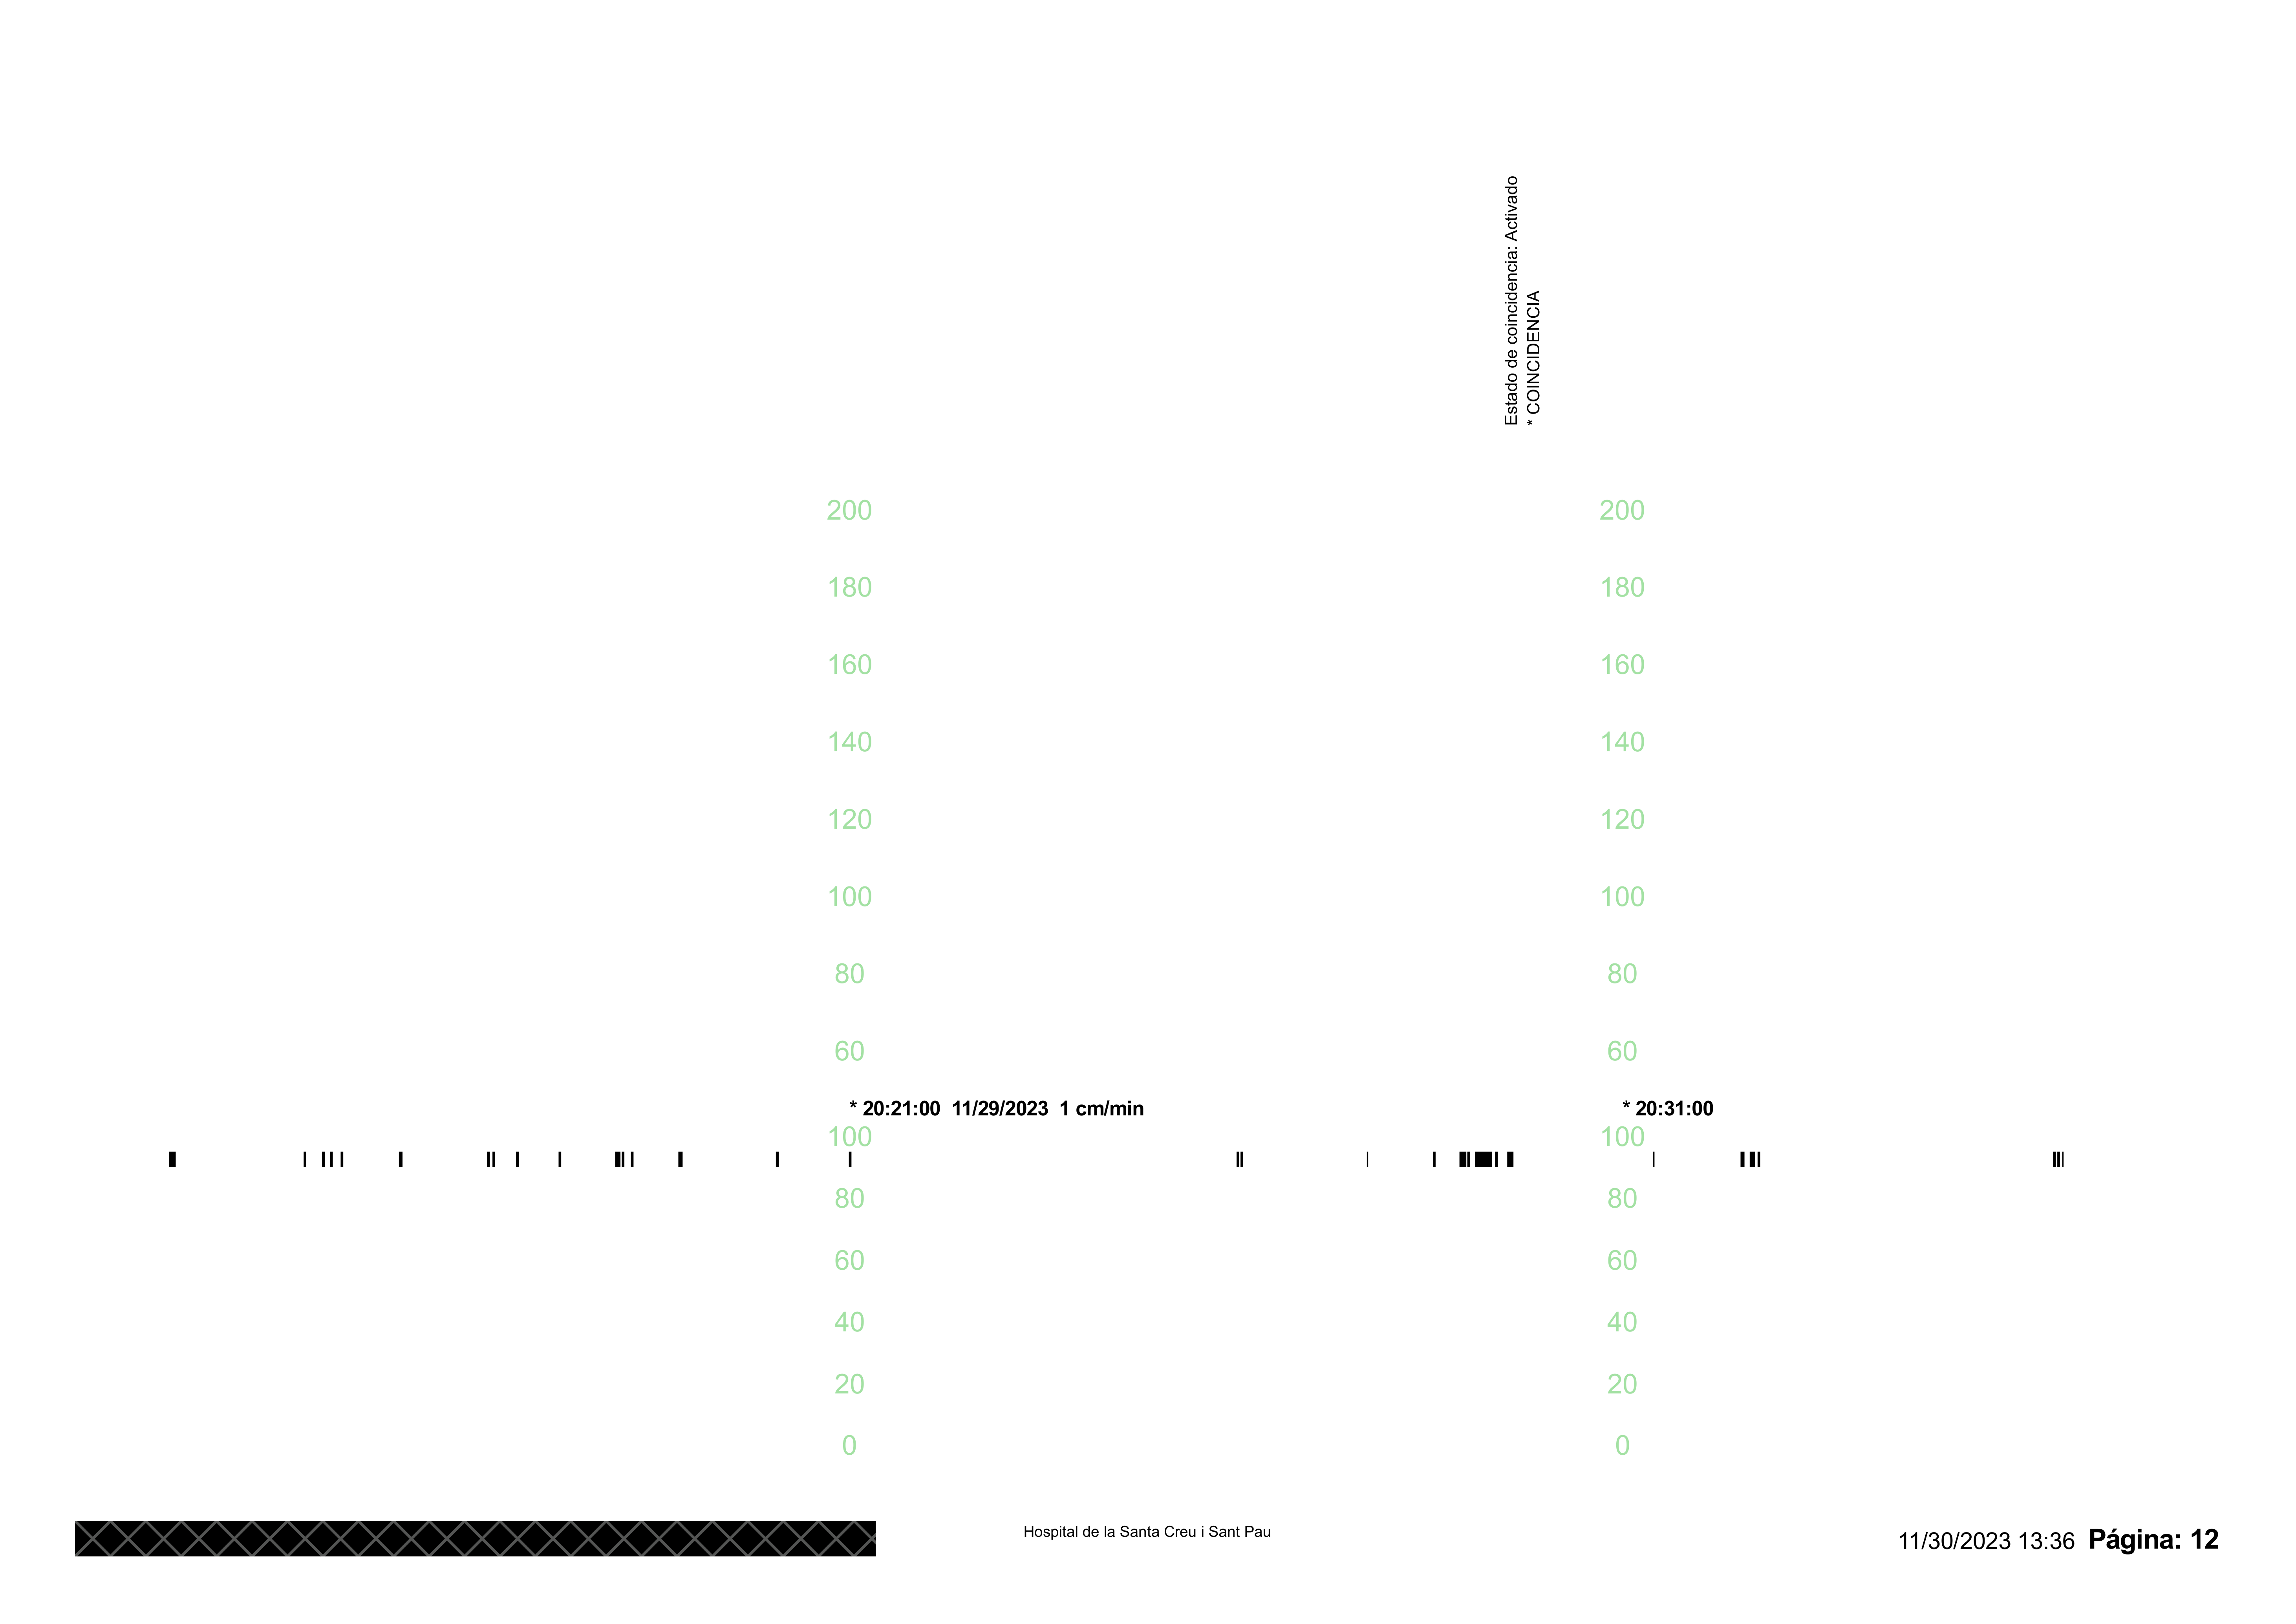 Estado de coincidencia: Activado
* COINCIDENCIA
200 200
180 180
160 160
140 140
120 120
100 100
80 80
60 60
* 20:21:00 11/29/2023 1 cm/min * 20:31:00
100 100
80 80
60 60
40 40
20 20
0 0
Hospital de la Santa Creu i Sant Pau
11/30/2023 13:36 Página: 12